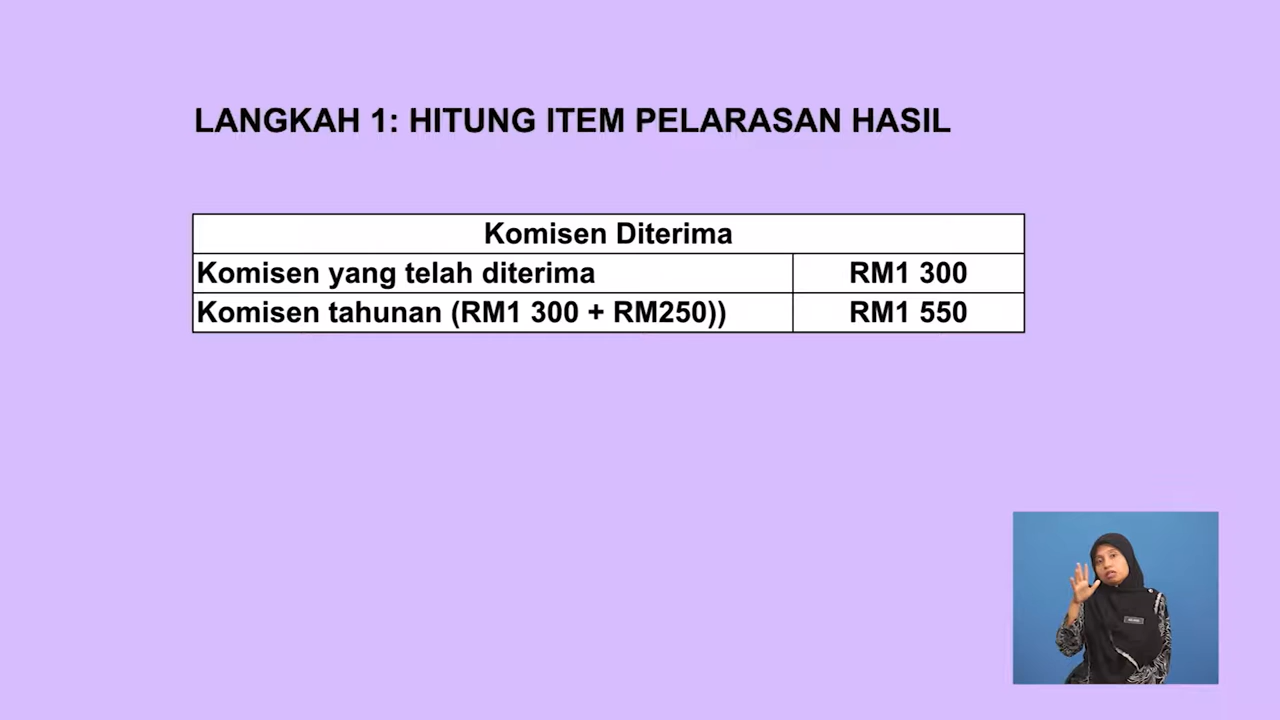 LANGKAH 1: HITUNG ITEM PELARASAN HASIL
Komisen Diterima
Komisen yang telah diterima RM1 300
Komisen tahunan (RM1 300 + RM250)) RM1 550